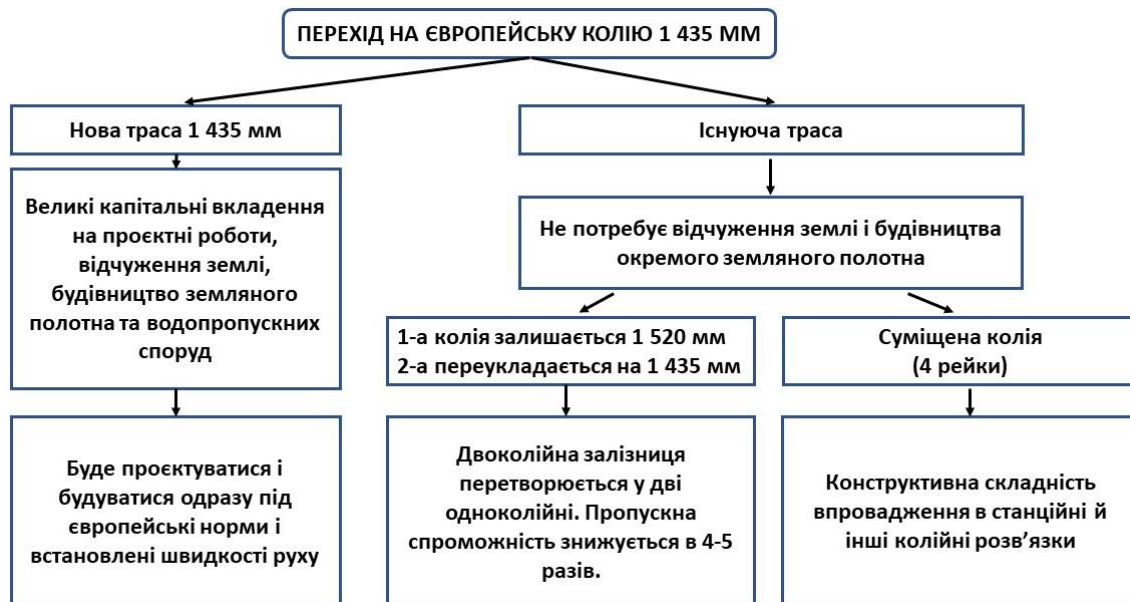 ПЕРЕХІД НА ЄВРОПЕЙСЬКУ КОЛІЮ 1 435 ММ
Нова траса 1 435 мм
Існуюча траса
Великі капітальні вкладення
на проєктні роботи,
відчуження землі,
будівництво земляного
полотна та водопропускних
споруд
Не потребує відчуження землі і будівництва
окремого земляного полотна
1-а колія залишається 1 520 мм
2-а переукладається на 1 435 мм
Суміщена колія
(4 рейки)
Буде проєктуватися і
будуватися одразу під
європейські норми і
встановлені швидкості руху
Двоколійна залізниця
перетворюється у дві
одноколійні. Пропускна
спроможність знижується в 4-5
разів.
Конструктивна складність
впровадження в станційні й
інші колійні розв’язки